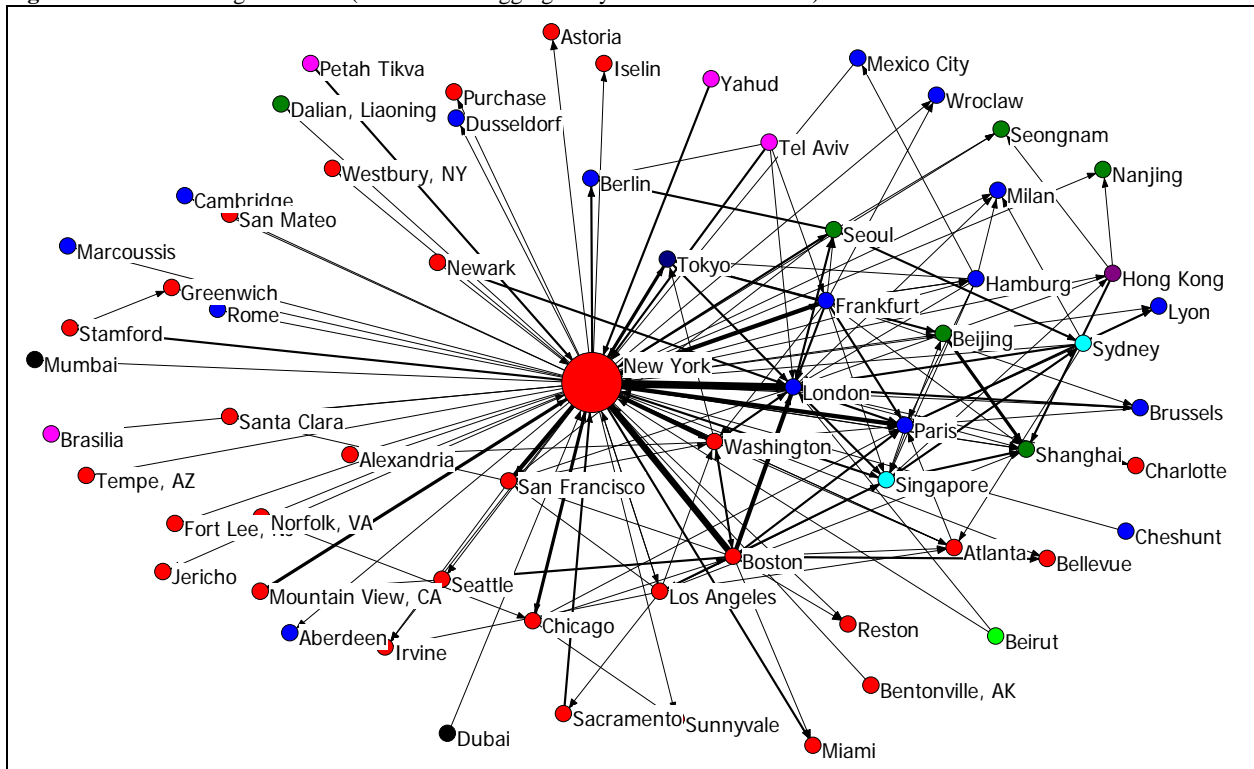 Astoria
Iselin
Petah Tikva
Mexico City
Yahud
Purchase
Wroclaw
Dalian, Liaoning
Dusseldorf
Seongnam
Tel Aviv
Westbury, NY
Nanjing
Berlin
Milan
Cambridge
San Mateo
Seoul
Marcoussis
Newark
Tokyo
Hong Kong
Hamburg
Greenwich
Frankfurt
Lyon
Rome
Stamford
Beijing
Sydney
Mumbai
New York
London
Brussels
Santa Clara
Paris
Brasilia
Washington
Alexandria
Shanghai
Charlotte
Tempe, AZ
San Francisco
Singapore
Fort Lee,
Norfolk, VA
Cheshunt
Atlanta
Boston
Bellevue
Jericho
Seattle
Mountain View, CA
Los Angeles
Chicago
Reston
Aberdeen
Beirut
Irvine
Bentonville, AK
Sacramento
Sunnyvale
Dubai
Miami